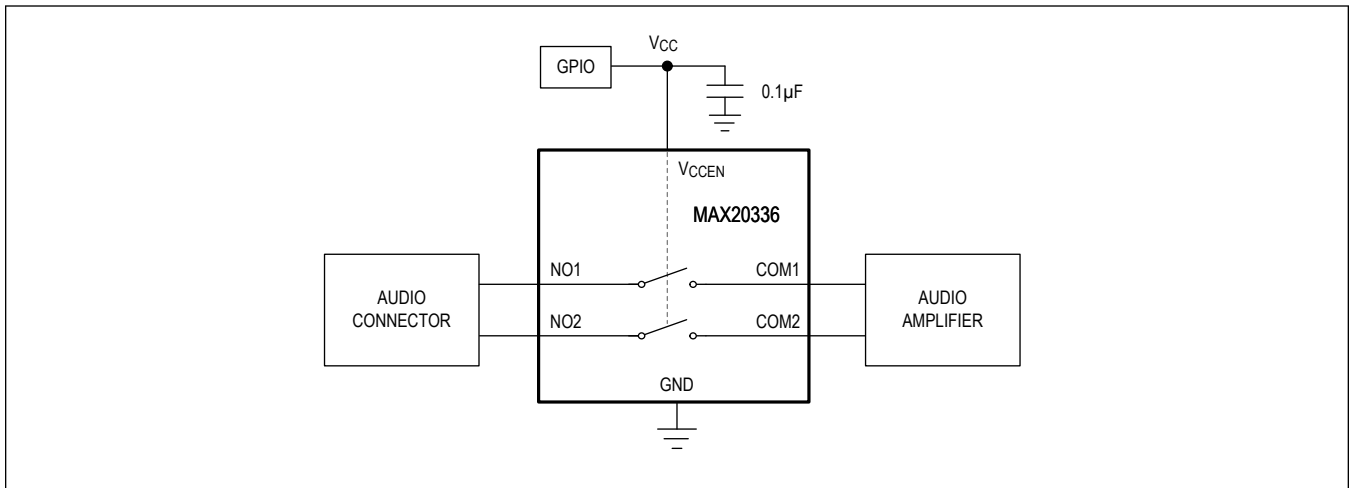 VCC
GPIO
0.1µF
VCCEN
MAX20336
NO1
COM1
AUDIO
CONNECTOR
AUDIO
AMPLIFIER
NO2
COM2
GND